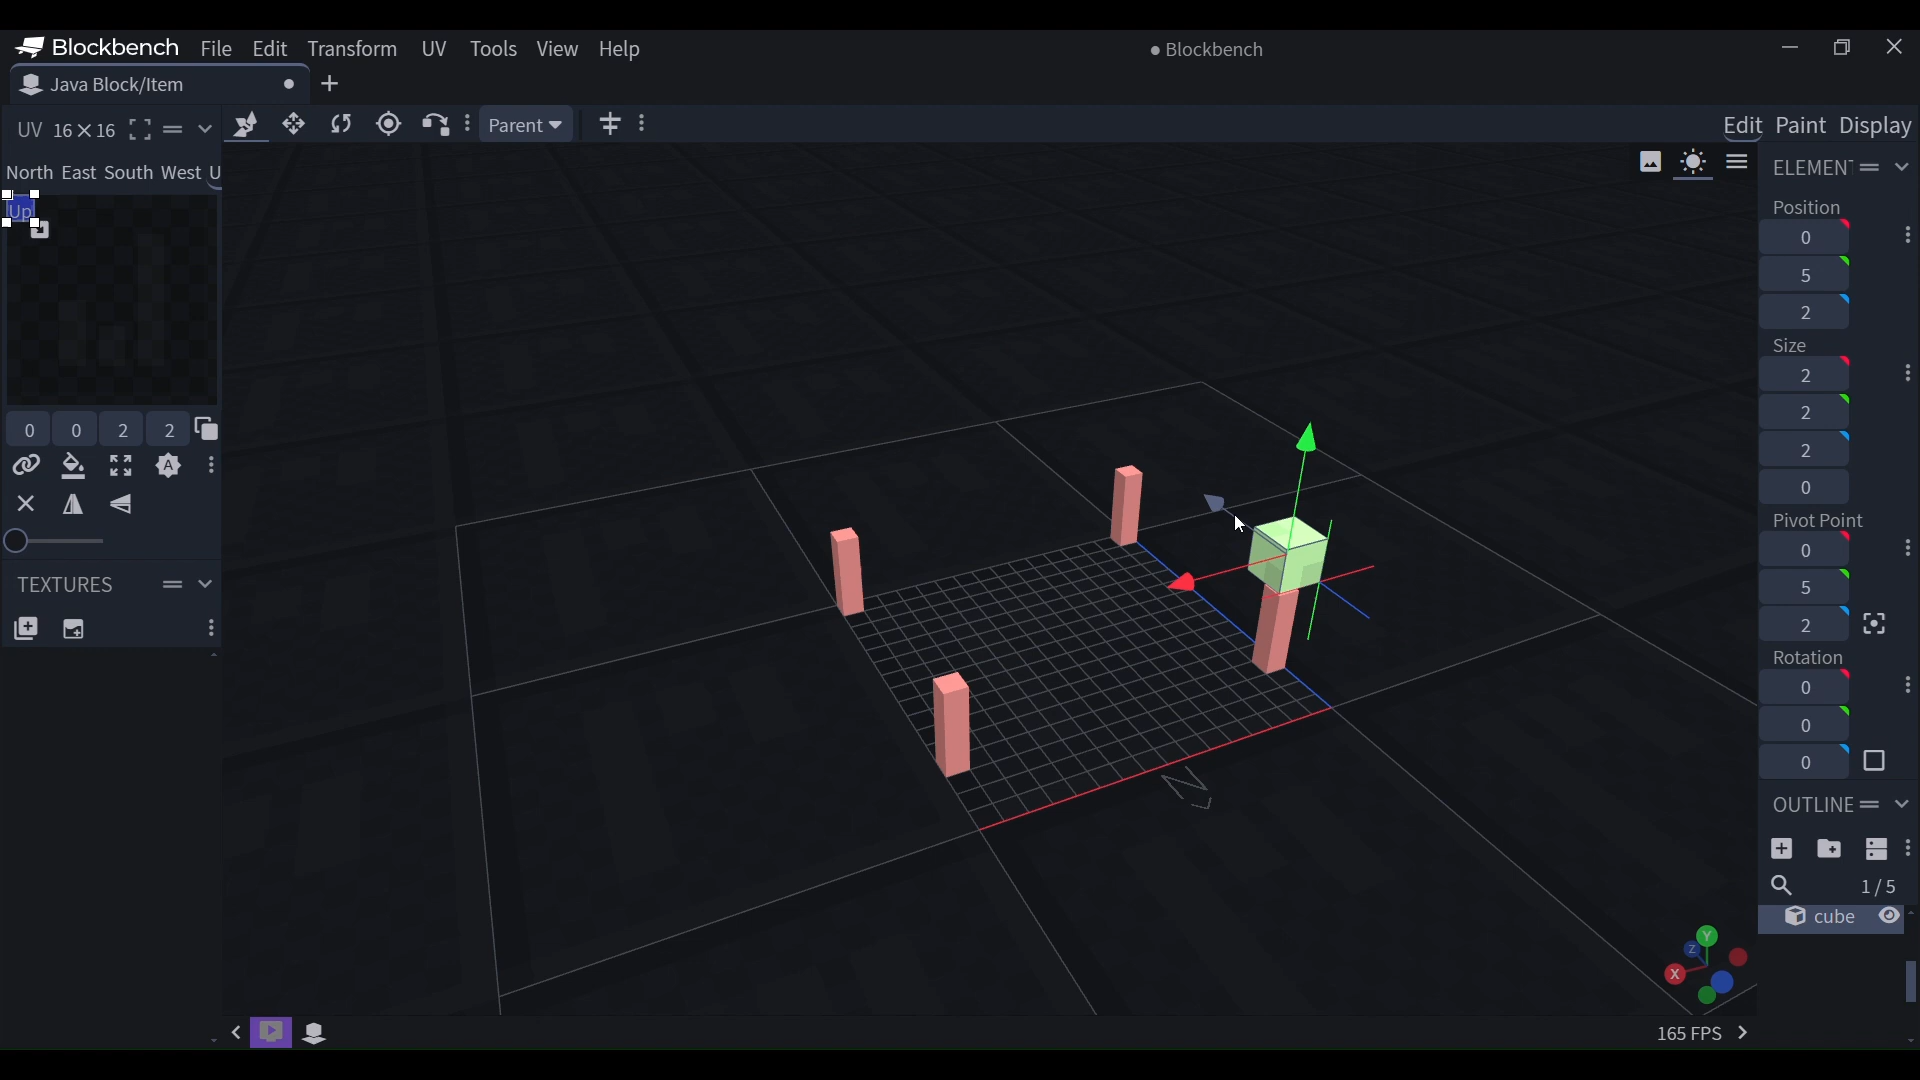 Blockbench File Edit Transform UV Tools View Help
● Blockbench
Java Block/Item
UV 16×16
Parent
Edit Paint Display
North East South West U
Up
0 0 2 2
A
TEXTURES
ELEMENT
Position
0
5
2
Size
2
2
2
0
Pivot Point
0
5
2
Rotation
0
0
0
OUTLINE
1/5
cube
N
Y
Z
X
165 FPS